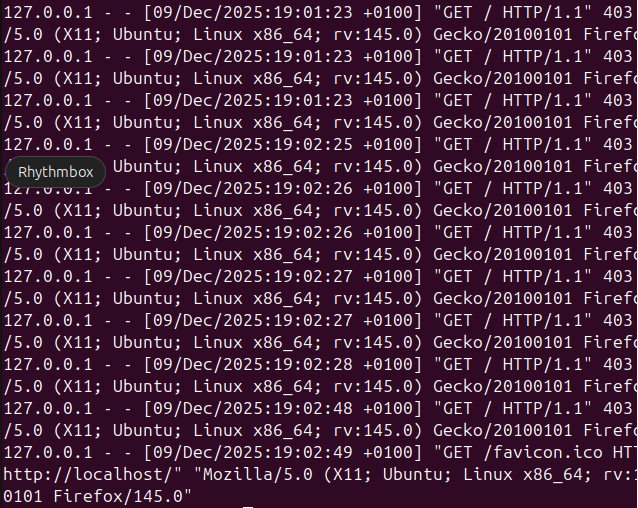 127.0.0.1 - - [09/Dec/2025:19:01:23 +0100] "GET / HTTP/1.1" 403
/5.0 (X11; Ubuntu; Linux x86_64; rv:145.0) Gecko/20100101 Firefo
127.0.0.1 - - [09/Dec/2025:19:01:23 +0100] "GET / HTTP/1.1" 403
/5.0 (X11; Ubuntu; Linux x86_64; rv:145.0) Gecko/20100101 Firefo
127.0.0.1 - - [09/Dec/2025:19:01:23 +0100] "GET / HTTP/1.1" 403
/5.0 (X11; Ubuntu; Linux x86_64; rv:145.0) Gecko/20100101 Firefo
127.0.0.1 - - [09/Dec/2025:19:02:25 +0100] "GET / HTTP/1.1" 403
Rhythmbox
Ubuntu; Linux x86_64; rv:145.0) Gecko/20100101 Firefo
127.0.0.1 - - [09/Dec/2025:19:02:26 +0100] "GET / HTTP/1.1" 403
/5.0 (X11; Ubuntu; Linux x86_64; rv:145.0) Gecko/20100101 Firefo
127.0.0.1 - - [09/Dec/2025:19:02:26 +0100] "GET / HTTP/1.1" 403
/5.0 (X11; Ubuntu; Linux x86_64; rv:145.0) Gecko/20100101 Firefo
127.0.0.1 - - [09/Dec/2025:19:02:27 +0100] "GET / HTTP/1.1" 403
/5.0 (X11; Ubuntu; Linux x86_64; rv:145.0) Gecko/20100101 Firefo
127.0.0.1 - - [09/Dec/2025:19:02:27 +0100] "GET / HTTP/1.1" 403
/5.0 (X11; Ubuntu; Linux x86_64; rv:145.0) Gecko/20100101 Firefo
127.0.0.1 - - [09/Dec/2025:19:02:28 +0100] "GET / HTTP/1.1" 403
/5.0 (X11; Ubuntu; Linux x86_64; rv:145.0) Gecko/20100101 Firefo
127.0.0.1 - - [09/Dec/2025:19:02:48 +0100] "GET / HTTP/1.1" 403
/5.0 (X11; Ubuntu; Linux x86_64; rv:145.0) Gecko/20100101 Firefo
127.0.0.1 - - [09/Dec/2025:19:02:49 +0100] "GET /favicon.ico HTT
http://localhost/" "Mozilla/5.0 (X11; Ubuntu; Linux x86_64; rv:1
0101 Firefox/145.0"